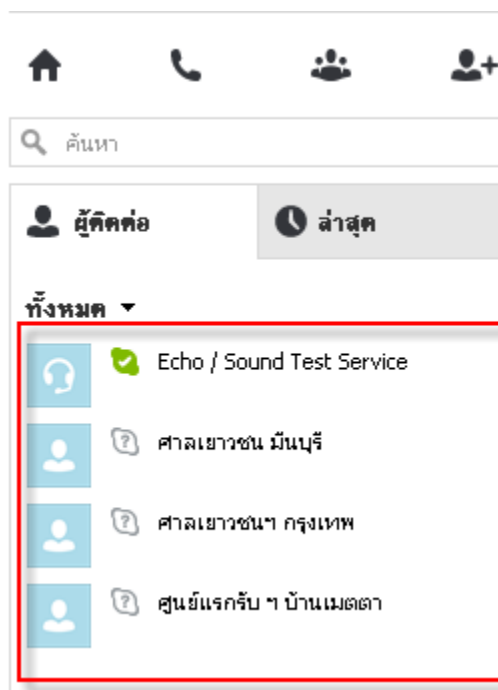 ค้นหา
ผู้ติดต่อ
ล่าสุด
ทั้งหมด
Echo / Sound Test Service
ศาลเยาวชน มีนบุรี
ศาลเยาวชนฯ กรุงเทพ
ศูนย์แรกรับ ฯ บ้านเมตตา